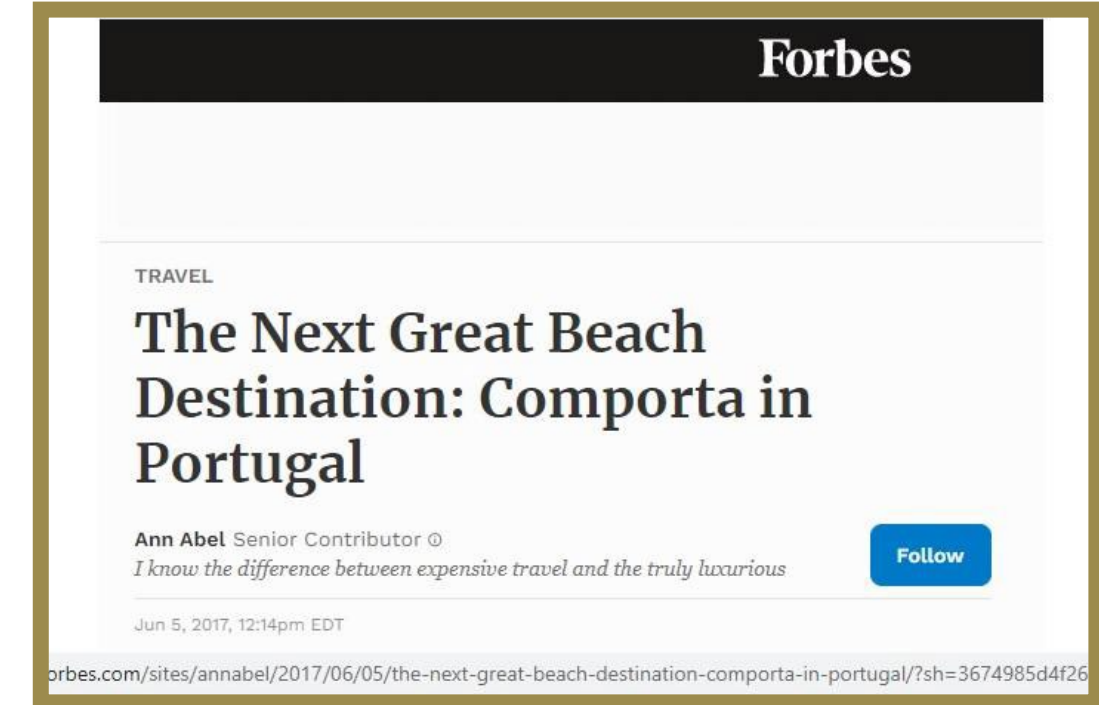 Forbes
TRAVEL
The Next Great Beach
Destination: Comporta in
Portugal
Ann Abel Senior Contributor
I know the difference between expensive travel and the truly luxurious
Follow
Jun 5, 2017, 12:14pm EDT
orbes.com/sites/annabel/2017/06/05/the-next-great-beach-destination-comporta-in-portugal/?sh=3674985d4f26